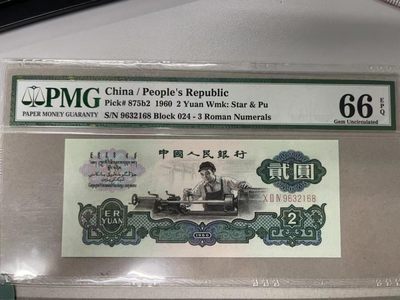 PMG
PAPER MONEY GUARANTY
China / People's Republic
Pick# 875b2 1960 2 Yuan Wmk: Star & Pu
S/N 9632168 Block 024 - 3 Roman Numerals
66 EPQ
Gem Uncirculated
中國人民銀行
貳圓
9632168
ER
YUAN
2
1960